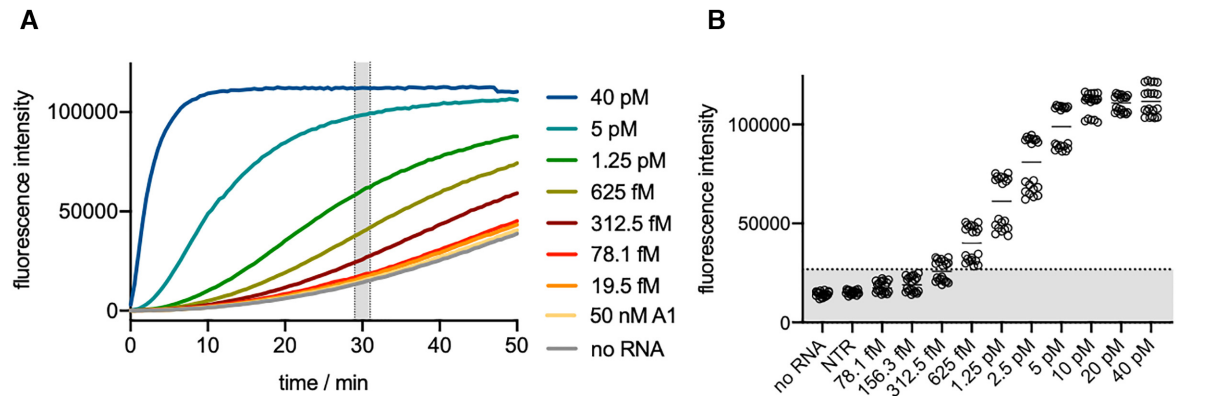 A
fluorescence intensity
100000
50000
0
0 10 20 30 40 50
time / min
40 pM
5 pM
1.25 pM
625 fM
312.5 fM
78.1 fM
19.5 fM
50 nM A1
no RNA
B
fluorescence intensity
100000
50000
0
no RNA
NTR
78.1 fM
156.3 fM
312.5 fM
625 fM
1.25 pM
2.5 pM
5 pM
10 pM
20 pM
40 pM